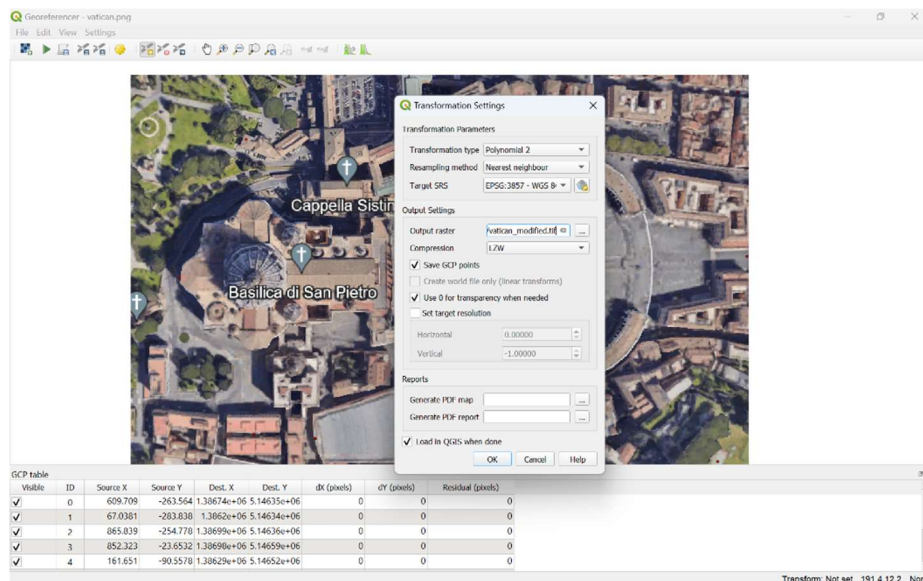 Georeferencer - vatican.png
File Edit View Settings
Cappella Sistin
Basilica di San Pietro
Transformation Settings
Transformation Parameters
Transformation type Polynomial 2
Resampling method Nearest neighbour
Target SRS EPSG:3857 - WGS 8
Output Settings
Output raster /vatican_modified.tif ...
Compression LZW
Save GCP points
Create world file only (linear transforms)
Use 0 for transparency when needed
Set target resolution
Horizontal 0.00000
Vertical -1.00000
Reports
Generate PDF map ...
Generate PDF report ...
Load in QGIS when done
OK Cancel Help
GCP table
Visible ID Source X Source Y Dest. X Dest. Y dX (pixels) dY (pixels) Residual (pixels)
0 609.709 -263.564 1.38674e+06 5.14635e+06 0 0 0
1 67.0381 -283.838 1.3862e+06 5.14634e+06 0 0 0
2 865.839 -254.778 1.38699e+06 5.14636e+06 0 0 0
3 852.323 -23.6532 1.38698e+06 5.14659e+06 0 0 0
4 161.651 -90.5578 1.38629e+06 5.14652e+06 0 0 0
Transform: Not set 191.4,12.2